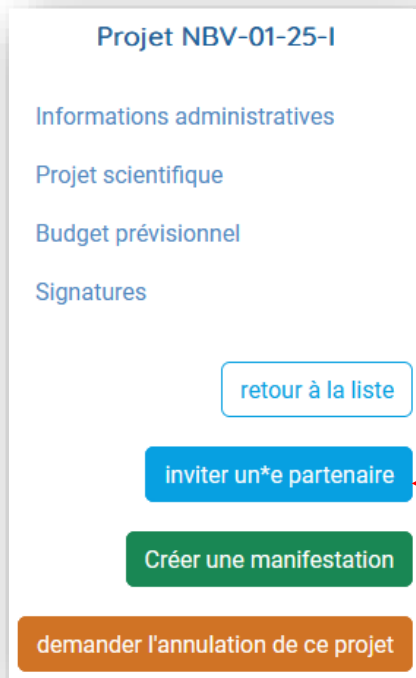 Projet NBV-01-25-I
Informations administratives
Projet scientifique
Budget prévisionnel
Signatures
retour à la liste
inviter un*e partenaire
Créer une manifestation
demander l'annulation de ce projet